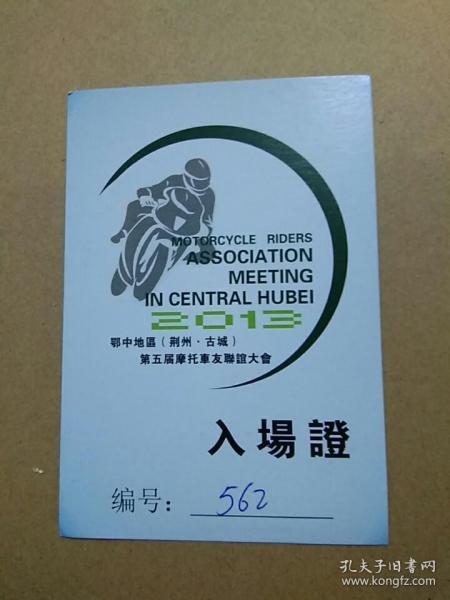 MOTORCYCLE RIDERS
ASSOCIATION
MEETING
IN CENTRAL HUBEI
2013
鄂中地區（荆州·古城）
第五届摩托車友聯誼大會
入場證
编号：562
孔夫子旧书网
www.kongfz.com